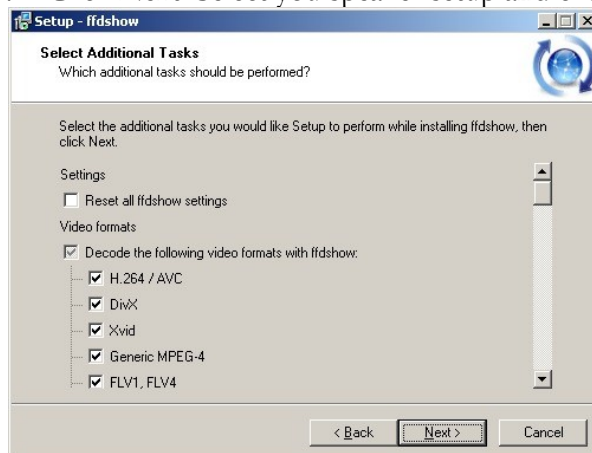 Setup - ffdshow
Select Additional Tasks
Which additional tasks should be performed?
Select the additional tasks you would like Setup to perform while installing ffdshow, then
click Next.
Settings
Reset all ffdshow settings
Video formats
Decode the following video formats with ffdshow:
H.264 / AVC
DivX
Xvid
Generic MPEG-4
FLV1, FLV4
< Back
Next >
Cancel